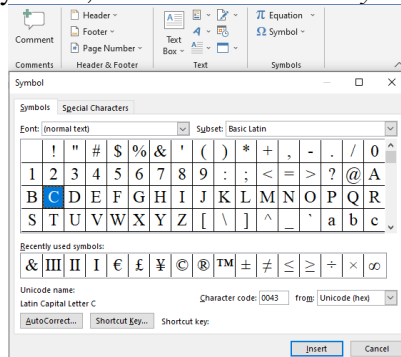 Header
Footer
Page Number
Comment
Text
Box
A
Equation
Ω Symbol
Comments Header & Footer Text Symbols
Symbol
Symbols Special Characters
Font: (normal text) Subset: Basic Latin
! " # $ % & ' ( ) * + , - . / 0
1 2 3 4 5 6 7 8 9 : ; < = > ? @ A
B C D E F G H I J K L M N O P Q R
S T U V W X Y Z [ \ ] ^ _ ` a b c
Recently used symbols:
& III II I € £ ¥ © ® ™ ± ≠ ≤ ≥ ÷ × ∞
Unicode name:
Latin Capital Letter C
Character code: 0043 from: Unicode (hex)
AutoCorrect... Shortcut Key... Shortcut key:
Insert Cancel